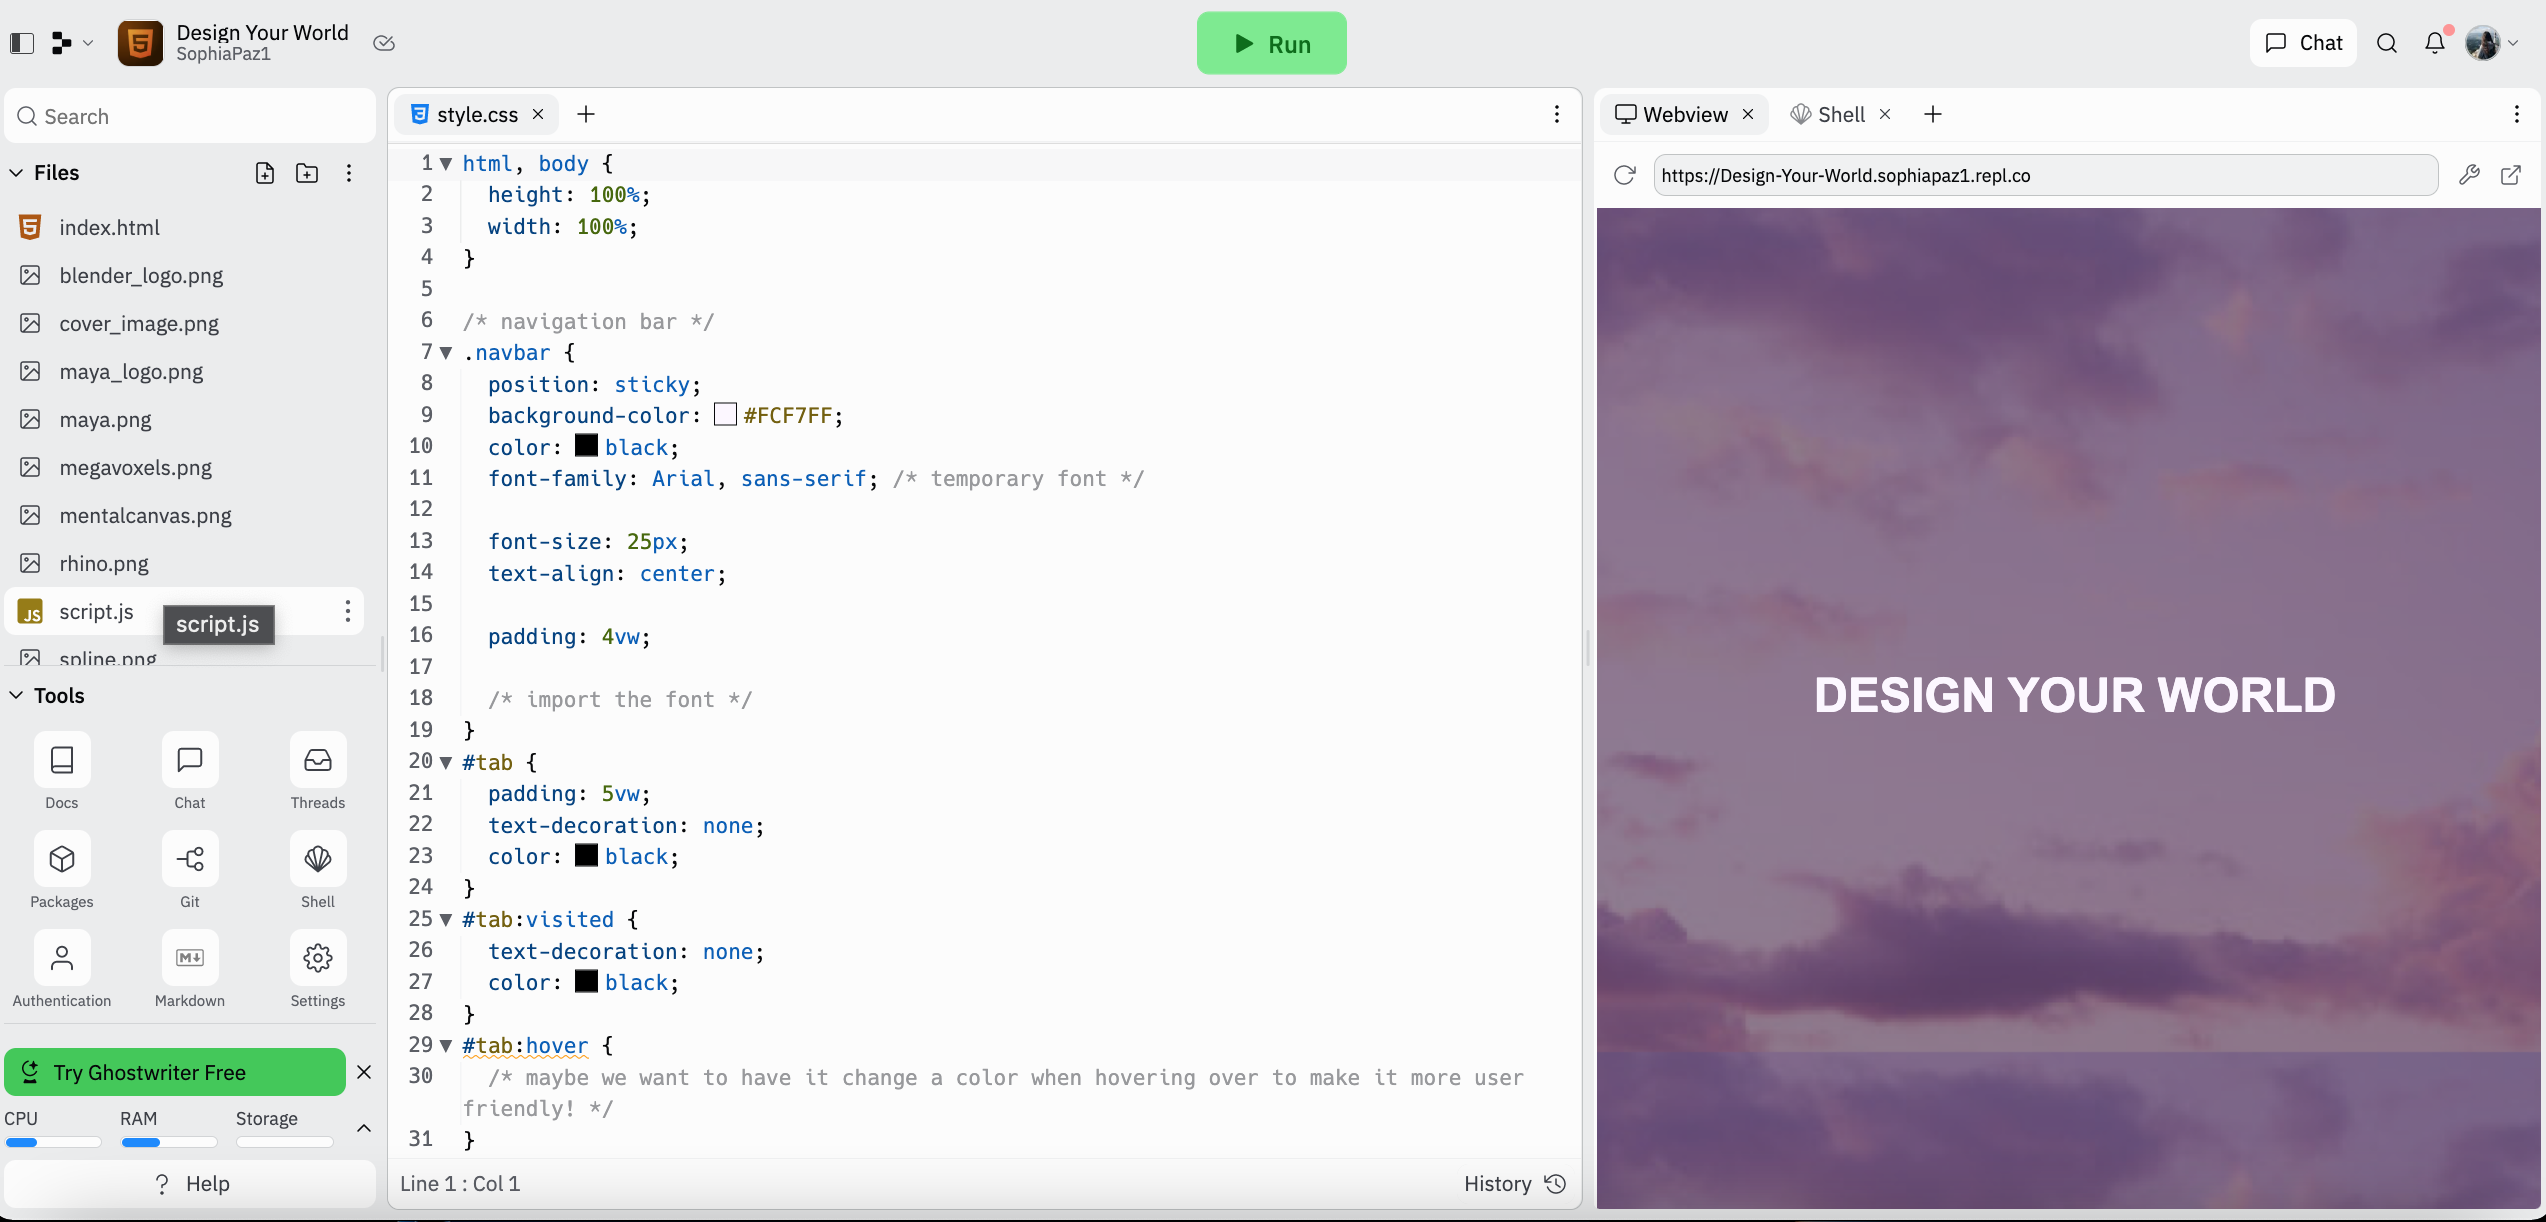 Design Your World
SophiaPaz1
Run
Chat
Search
Files
index.html
blender_logo.png
cover_image.png
maya_logo.png
maya.png
megavoxels.png
mentalcanvas.png
rhino.png
JS script.js
script.js
spline.png
Tools
Docs
Chat
Threads
Packages
Git
Shell
Authentication
Markdown
Settings
Try Ghostwriter Free
CPU
RAM
Storage
? Help
style.css
1 html, body {
2 height: 100%;
3 width: 100%;
4 }
5
6 /* navigation bar */
7 .navbar {
8 position: sticky;
9 background-color: #FCF7FF;
10 color: black;
11 font-family: Arial, sans-serif; /* temporary font */
12
13 font-size: 25px;
14 text-align: center;
15
16 padding: 4vw;
17
18 /* import the font */
19 }
20 #tab {
21 padding: 5vw;
22 text-decoration: none;
23 color: black;
24 }
25 #tab:visited {
26 text-decoration: none;
27 color: black;
28 }
29 #tab:hover {
30 /* maybe we want to have it change a color when hovering over to make it more user
friendly! */
31 }
Line 1 : Col 1
History
Webview
Shell
https://Design-Your-World.sophiapaz1.repl.co
DESIGN YOUR WORLD